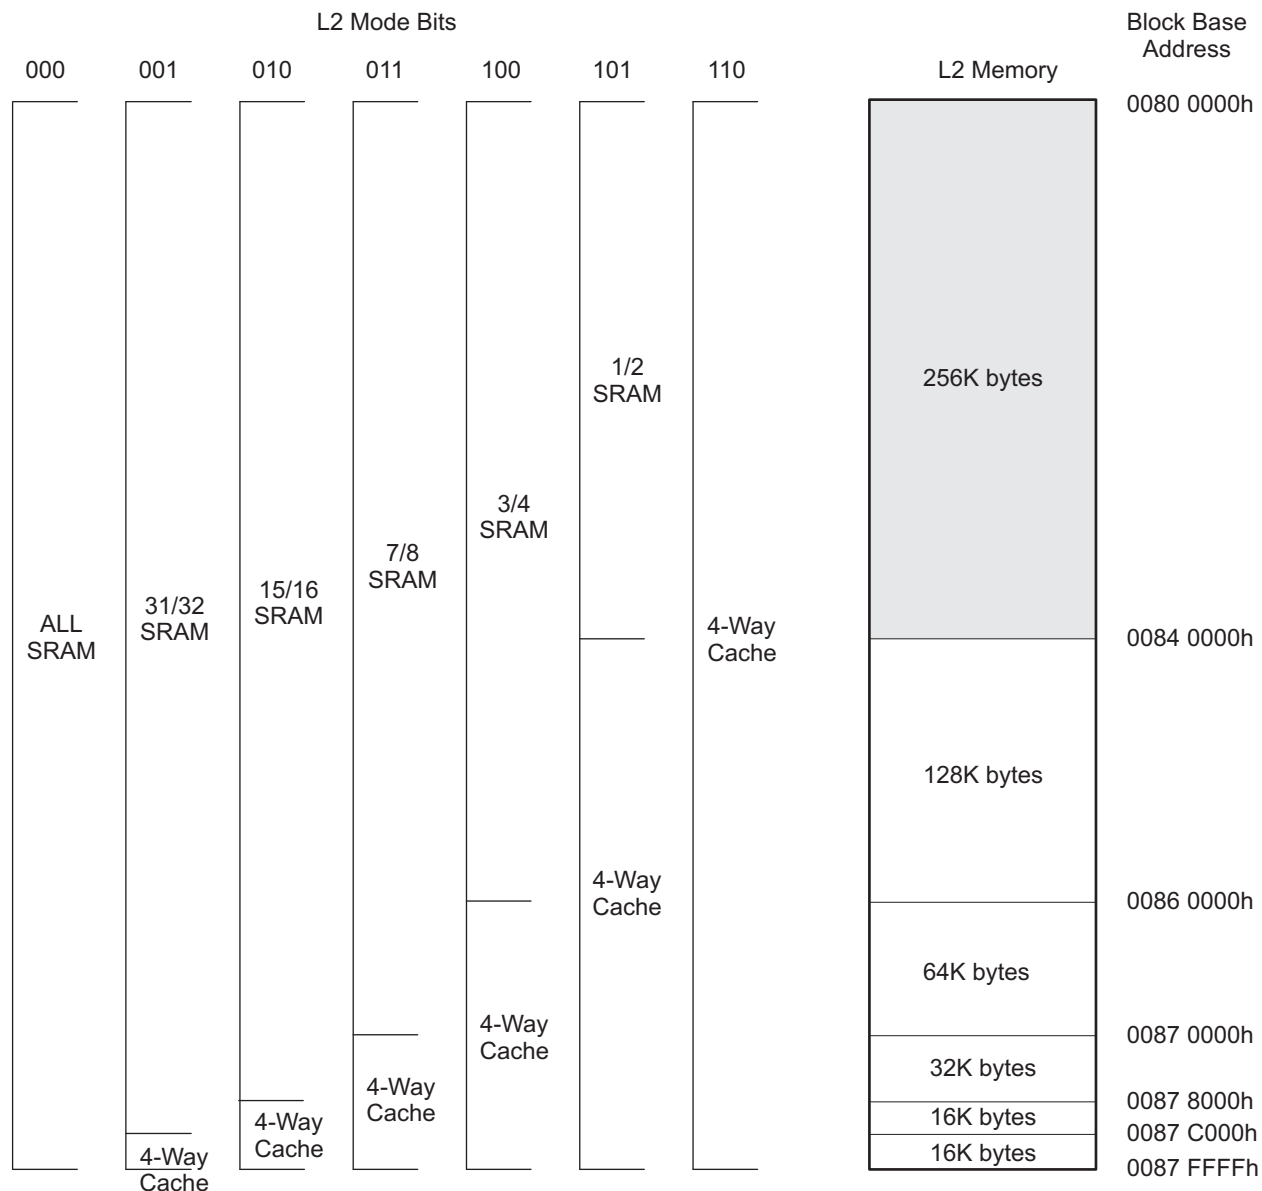 L2 Mode Bits
Block Base
Address
000 001 010 011 100 101 110 L2 Memory
0080 0000h
1/2
SRAM
256K bytes
3/4
SRAM
7/8
SRAM
15/16
SRAM
31/32
SRAM
ALL
SRAM
4-Way
Cache
0084 0000h
128K bytes
4-Way
Cache
0086 0000h
64K bytes
4-Way
Cache
0087 0000h
32K bytes
4-Way
Cache
0087 8000h
4-Way
Cache
16K bytes
0087 C000h
4-Way
Cache
16K bytes
0087 FFFFh